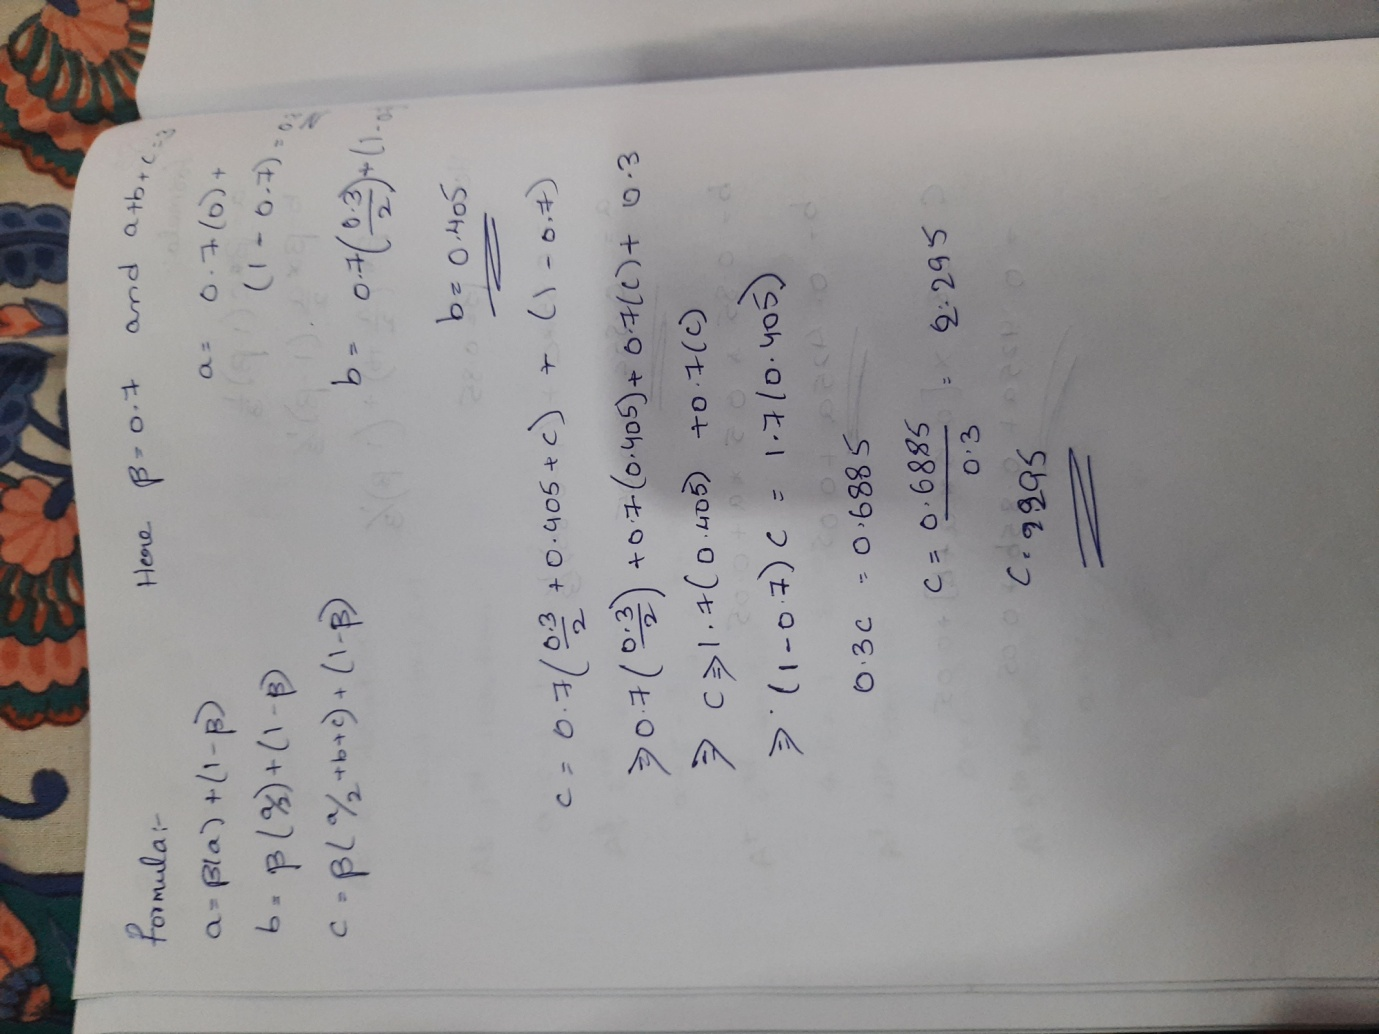 Formula:-
a = β(a) + (1-β)
b = β(a/2) + (1-β)
c = β(a/2 + b + c) + (1-β)
Here β = 0.7 and a+b+c = 3
a = 0.7(0) +
(1 - 0.7) = 0.3
b = 0.7(0.3/2) + (1-0.7
b = 0.405
c = 0.7(0.3/2 + 0.405 + c) + (1 - 0.7)
⇒ 0.7(0.3/2) + 0.7(0.405) + 0.7(c) + 0.3
⇒ c ⇒ 1.7(0.405) + 0.7(c)
⇒ (1 - 0.7)c = 1.7(0.405)
0.3c = 0.6885
c = 0.6885/0.3 = 2.295
c = 2.295